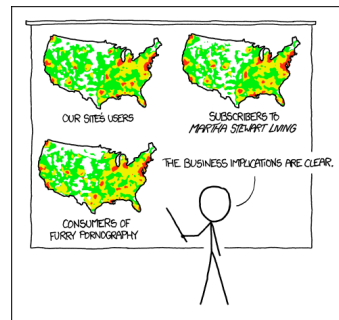 OUR SITE'S USERS
SUBSCRIBERS TO
MARTHA STEWART LIVING
CONSUMERS OF
FURRY PORNOGRAPHY
THE BUSINESS IMPLICATIONS ARE CLEAR.